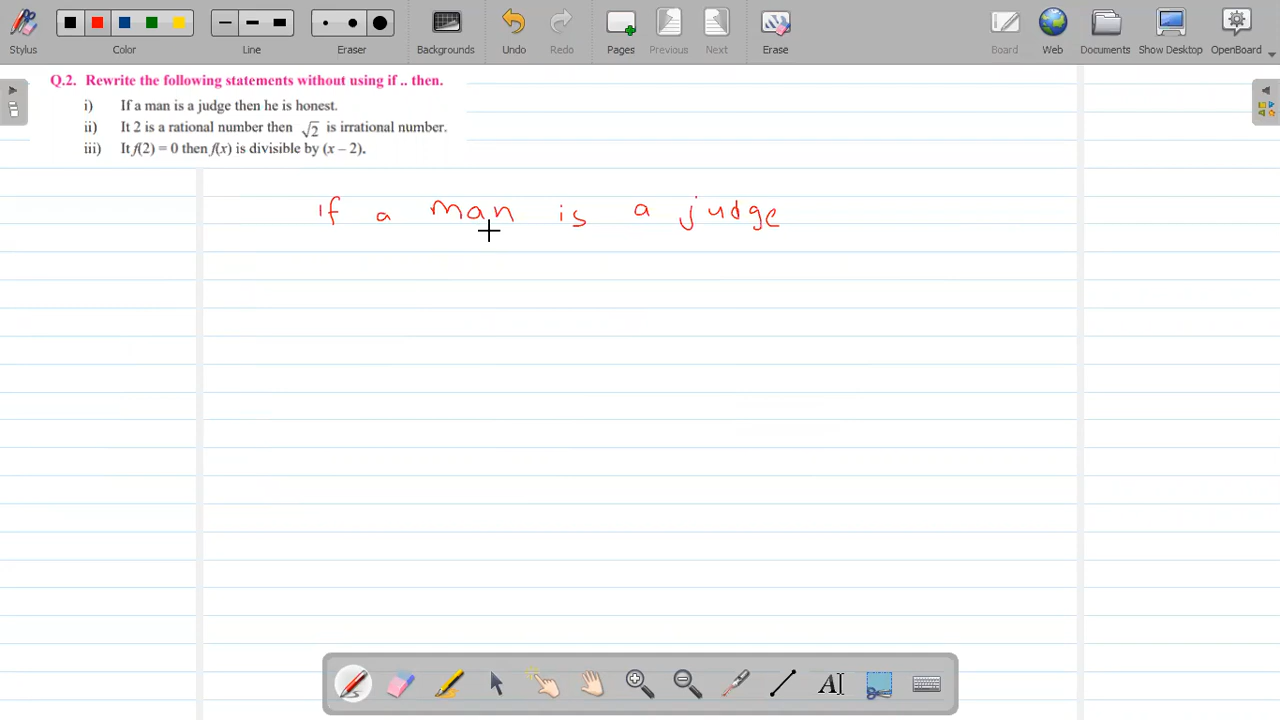 Stylus
Color
Line
Eraser
Backgrounds
Undo
Redo
Pages
Previous
Next
Erase
Board
Web
Documents
Show Desktop
OpenBoard
Q.2. Rewrite the following statements without using if .. then.
i) If a man is a judge then he is honest.
ii) It 2 is a rational number then √2 is irrational number.
iii) It f(2) = 0 then f(x) is divisible by (x – 2).
If a man is a judge